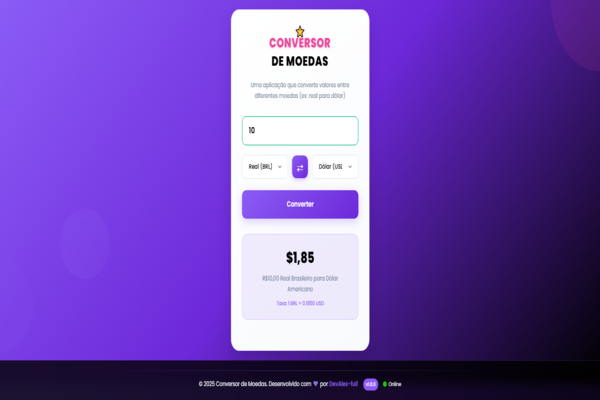 CONVERSOR
DE MOEDAS
Uma aplicação que converte valores entre
diferentes moedas (ex: real para dólar)
10
Real (BRL)
Dólar (USD
Converter
$1,85
R$10,00 Real Brasileiro para Dólar
Americano
Taxa: 1 BRL = 0.1850 USD
© 2025 Conversor de Moedas. Desenvolvido com 💜 por DevAlex-full v1.0.0 Online